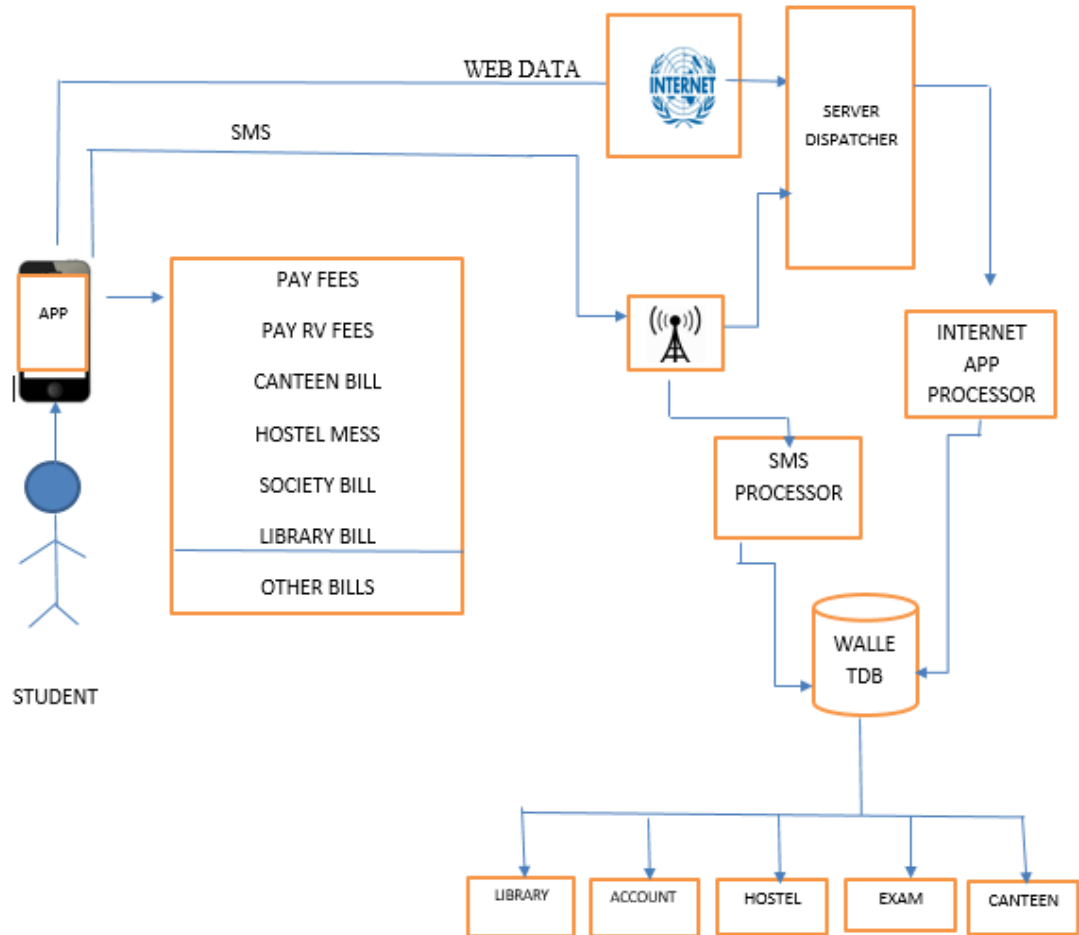 WEB DATA
INTERNET
SERVER
DISPATCHER
SMS
APP
PAY FEES
PAY RV FEES
CANTEEN BILL
HOSTEL MESS
SOCIETY BILL
LIBRARY BILL
OTHER BILLS
INTERNET
APP
PROCESSOR
SMS
PROCESSOR
WALLE
TDB
STUDENT
LIBRARY
ACCOUNT
HOSTEL
EXAM
CANTEEN